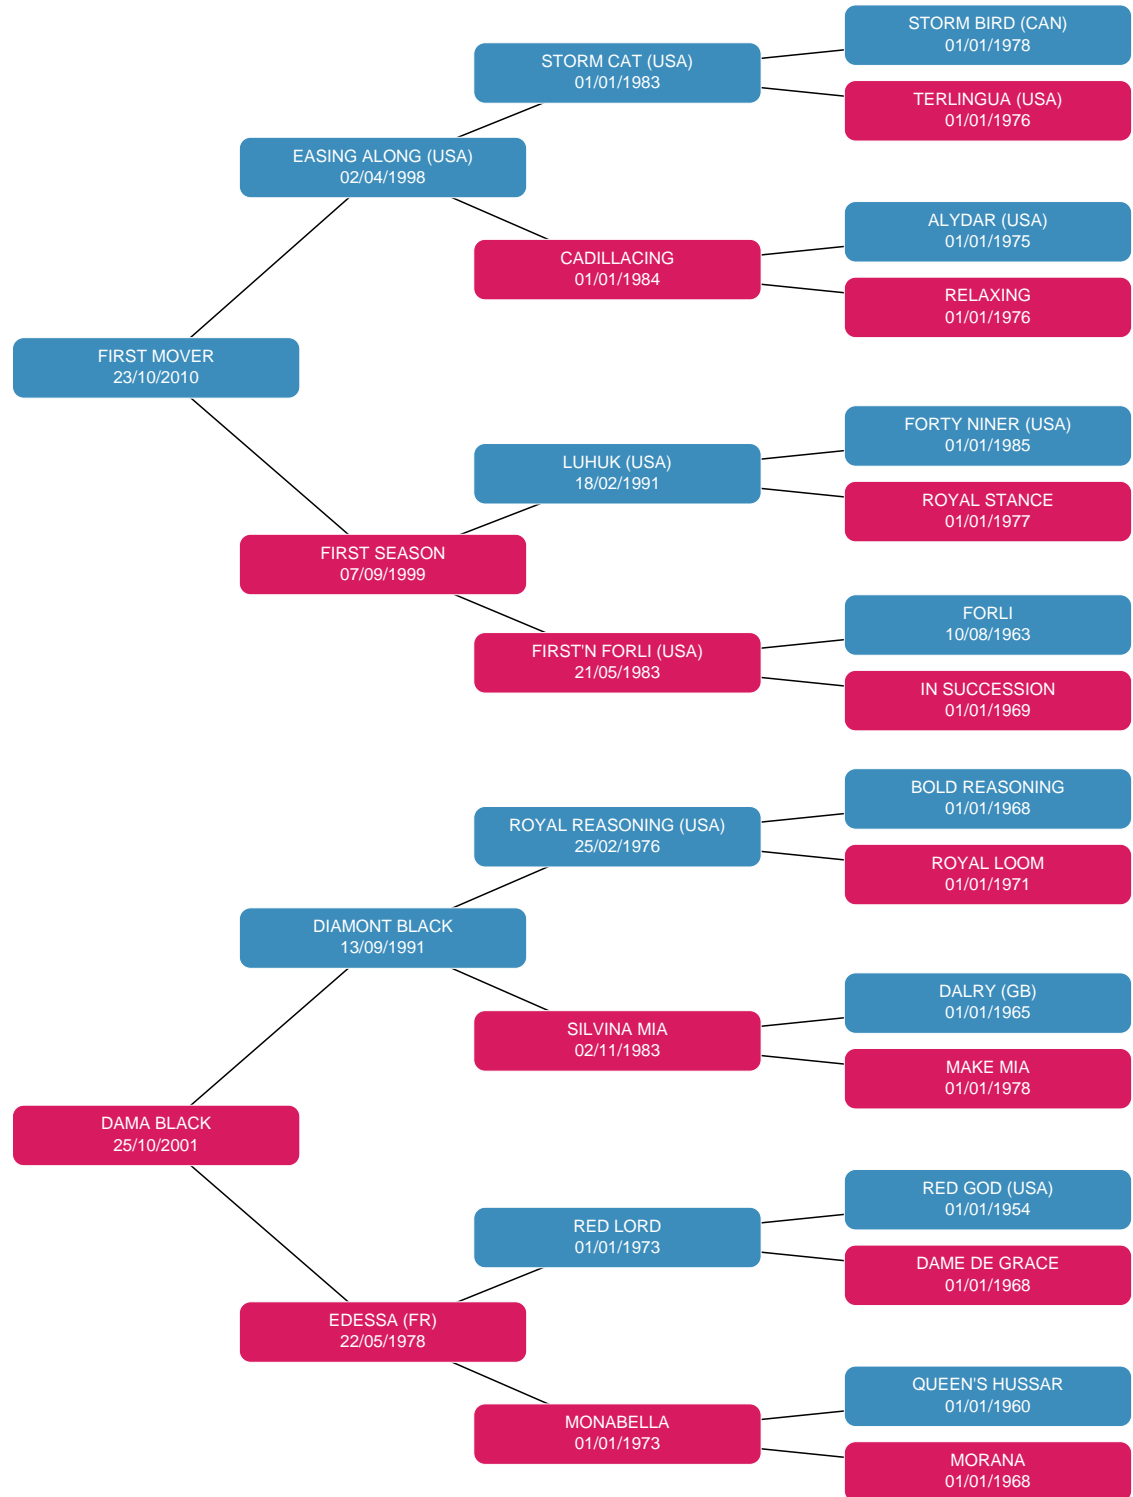 STORM BIRD (CAN)
01/01/1978
STORM CAT (USA)
01/01/1983
TERLINGUA (USA)
01/01/1976
EASING ALONG (USA)
02/04/1998
ALYDAR (USA)
01/01/1975
CADILLACING
01/01/1984
RELAXING
01/01/1976
FIRST MOVER
23/10/2010
FORTY NINER (USA)
01/01/1985
LUHUK (USA)
18/02/1991
ROYAL STANCE
01/01/1977
FIRST SEASON
07/09/1999
FORLI
10/08/1963
FIRST'N FORLI (USA)
21/05/1983
IN SUCCESSION
01/01/1969
BOLD REASONING
01/01/1968
ROYAL REASONING (USA)
25/02/1976
ROYAL LOOM
01/01/1971
DIAMONT BLACK
13/09/1991
DALRY (GB)
01/01/1965
SILVINA MIA
02/11/1983
MAKE MIA
01/01/1978
DAMA BLACK
25/10/2001
RED GOD (USA)
01/01/1954
RED LORD
01/01/1973
DAME DE GRACE
01/01/1968
EDESSA (FR)
22/05/1978
QUEEN'S HUSSAR
01/01/1960
MONABELLA
01/01/1973
MORANA
01/01/1968